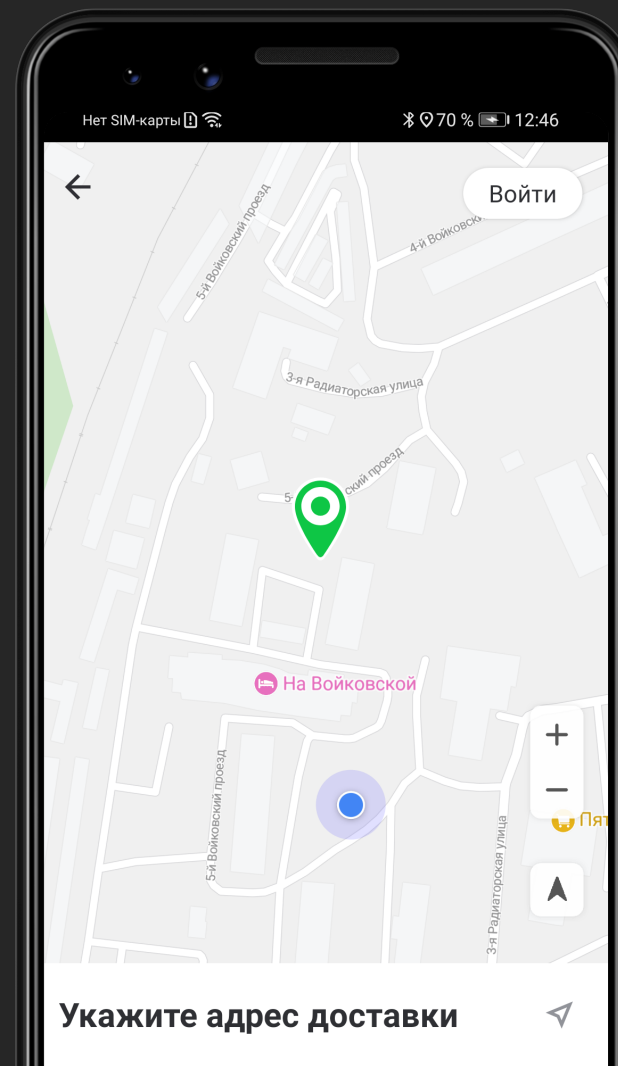 Нет SIM-карты
70 % 12:46
Войти
5-й Войковский проезд
4-й Войковск
3-я Радиаторская улица
5- ский проезд
На Войковской
5-й Войковский проезд
3-я Радиаторская улица
Пят
Укажите адрес доставки